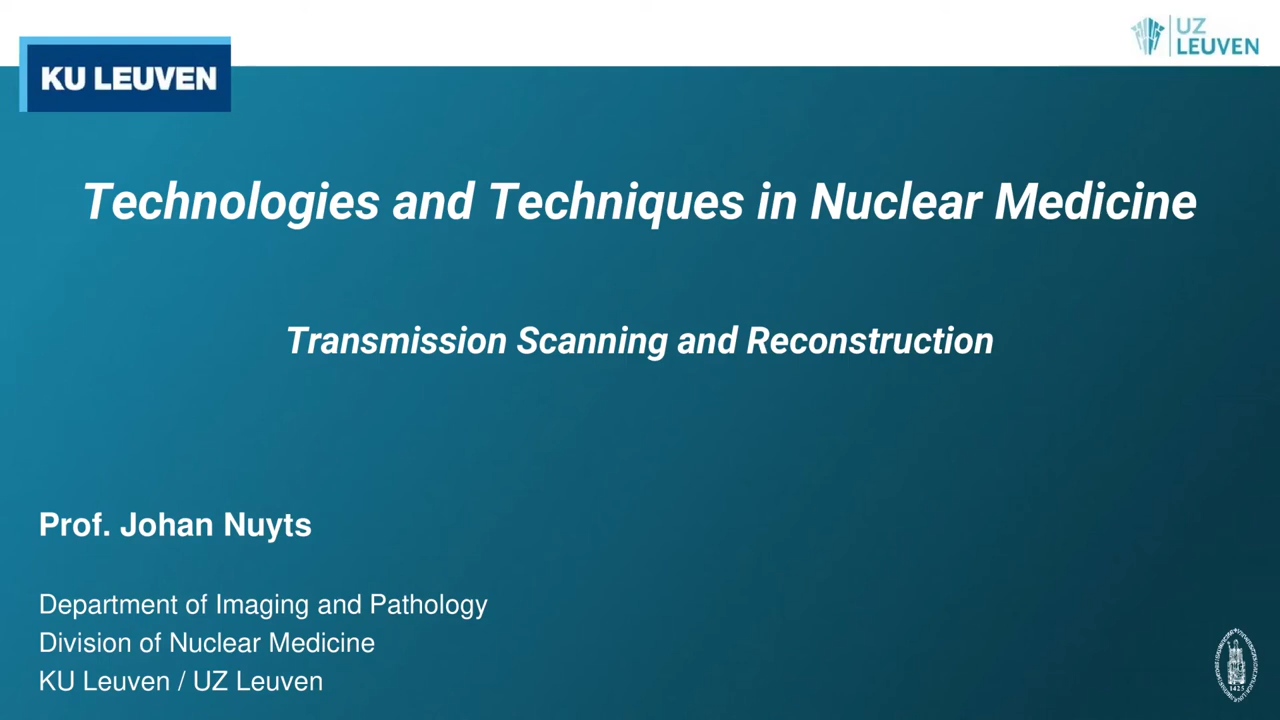 UZ
LEUVEN
KU LEUVEN
Technologies and Techniques in Nuclear Medicine
Transmission Scanning and Reconstruction
Prof. Johan Nuyts
Department of Imaging and Pathology
Division of Nuclear Medicine
KU Leuven / UZ Leuven
1425